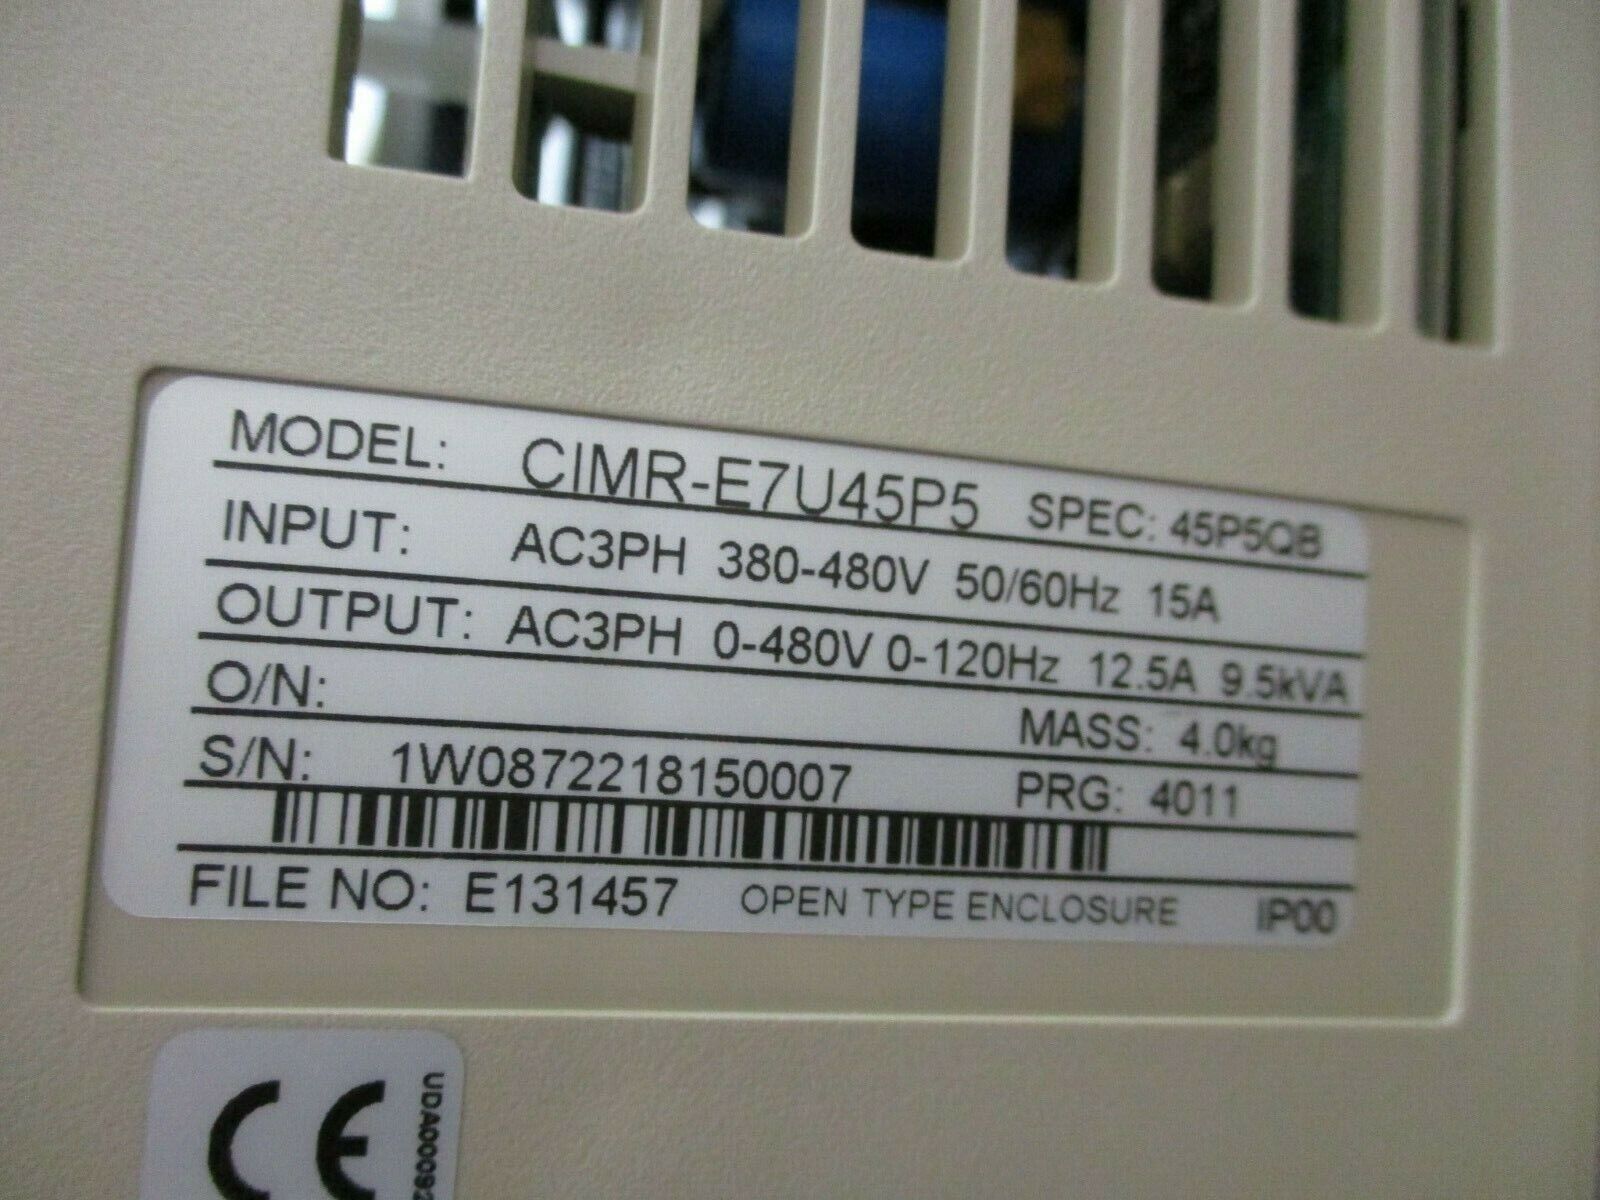 MODEL: CIMR-E7U45P5 SPEC: 45P5QB
INPUT: AC3PH 380-480V 50/60Hz 15A
OUTPUT: AC3PH 0-480V 0-120Hz 12.5A 9.5kVA
O/N: MASS: 4.0kg
S/N: 1W0872218150007 PRG: 4011
FILE NO: E131457 OPEN TYPE ENCLOSURE IP00
CE